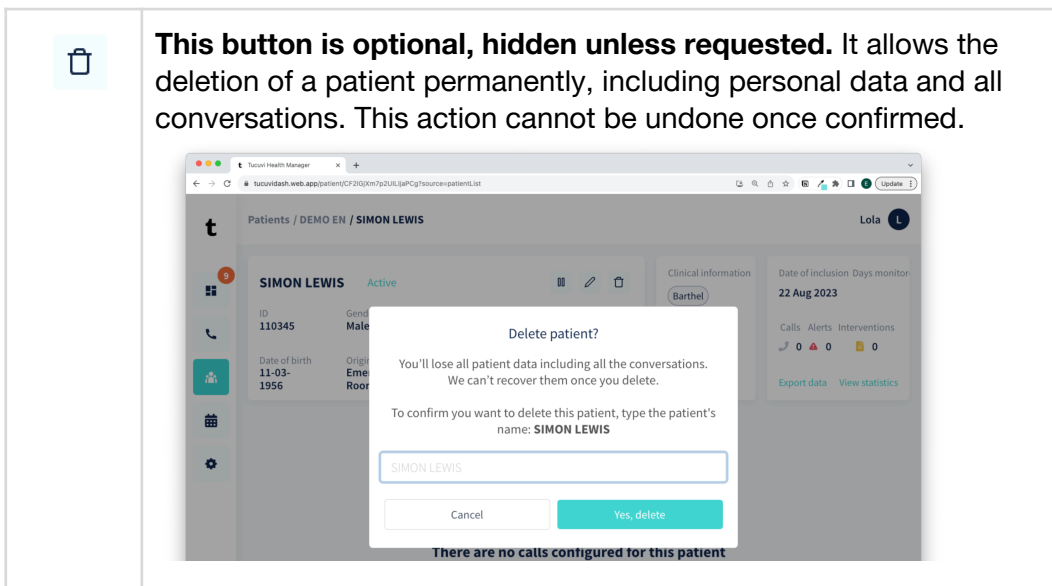 This button is optional, hidden unless requested. It allows the
deletion of a patient permanently, including personal data and all
conversations. This action cannot be undone once confirmed.
t Tucuvi Health Manager × +
tucuvidash.web.app/patient/CF2IGjXm7p2UiLIjaPCg?source=patientList
Update
t
Patients / DEMO EN / SIMON LEWIS
Lola L
9
SIMON LEWIS Active
Clinical information
Date of inclusion Days monitor
22 Aug 2023
Barthel
ID Gend
110345 Male
Calls Alerts Interventions
0 0 0
Date of birth Origi
11-03-
1956
Eme
Roor
Export data View statistics
Delete patient?
You'll lose all patient data including all the conversations.
We can't recover them once you delete.
To confirm you want to delete this patient, type the patient's
name: SIMON LEWIS
SIMON LEWIS
Cancel Yes, delete
There are no calls configured for this patient